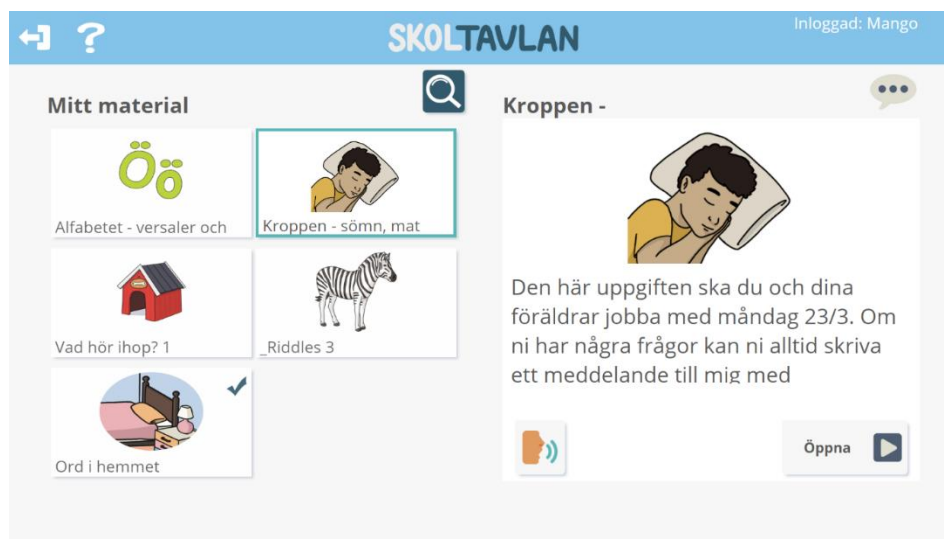 SKOLTAVLAN
Inloggad: Mango
Mitt material
Öö
Alfabetet - versaler och
Kroppen - sömn, mat
Vad hör ihop? 1
_Riddles 3
Ord i hemmet
Kroppen -
Den här uppgiften ska du och dina
föräldrar jobba med måndag 23/3. Om
ni har några frågor kan ni alltid skriva
ett meddelande till mig med
Öppna